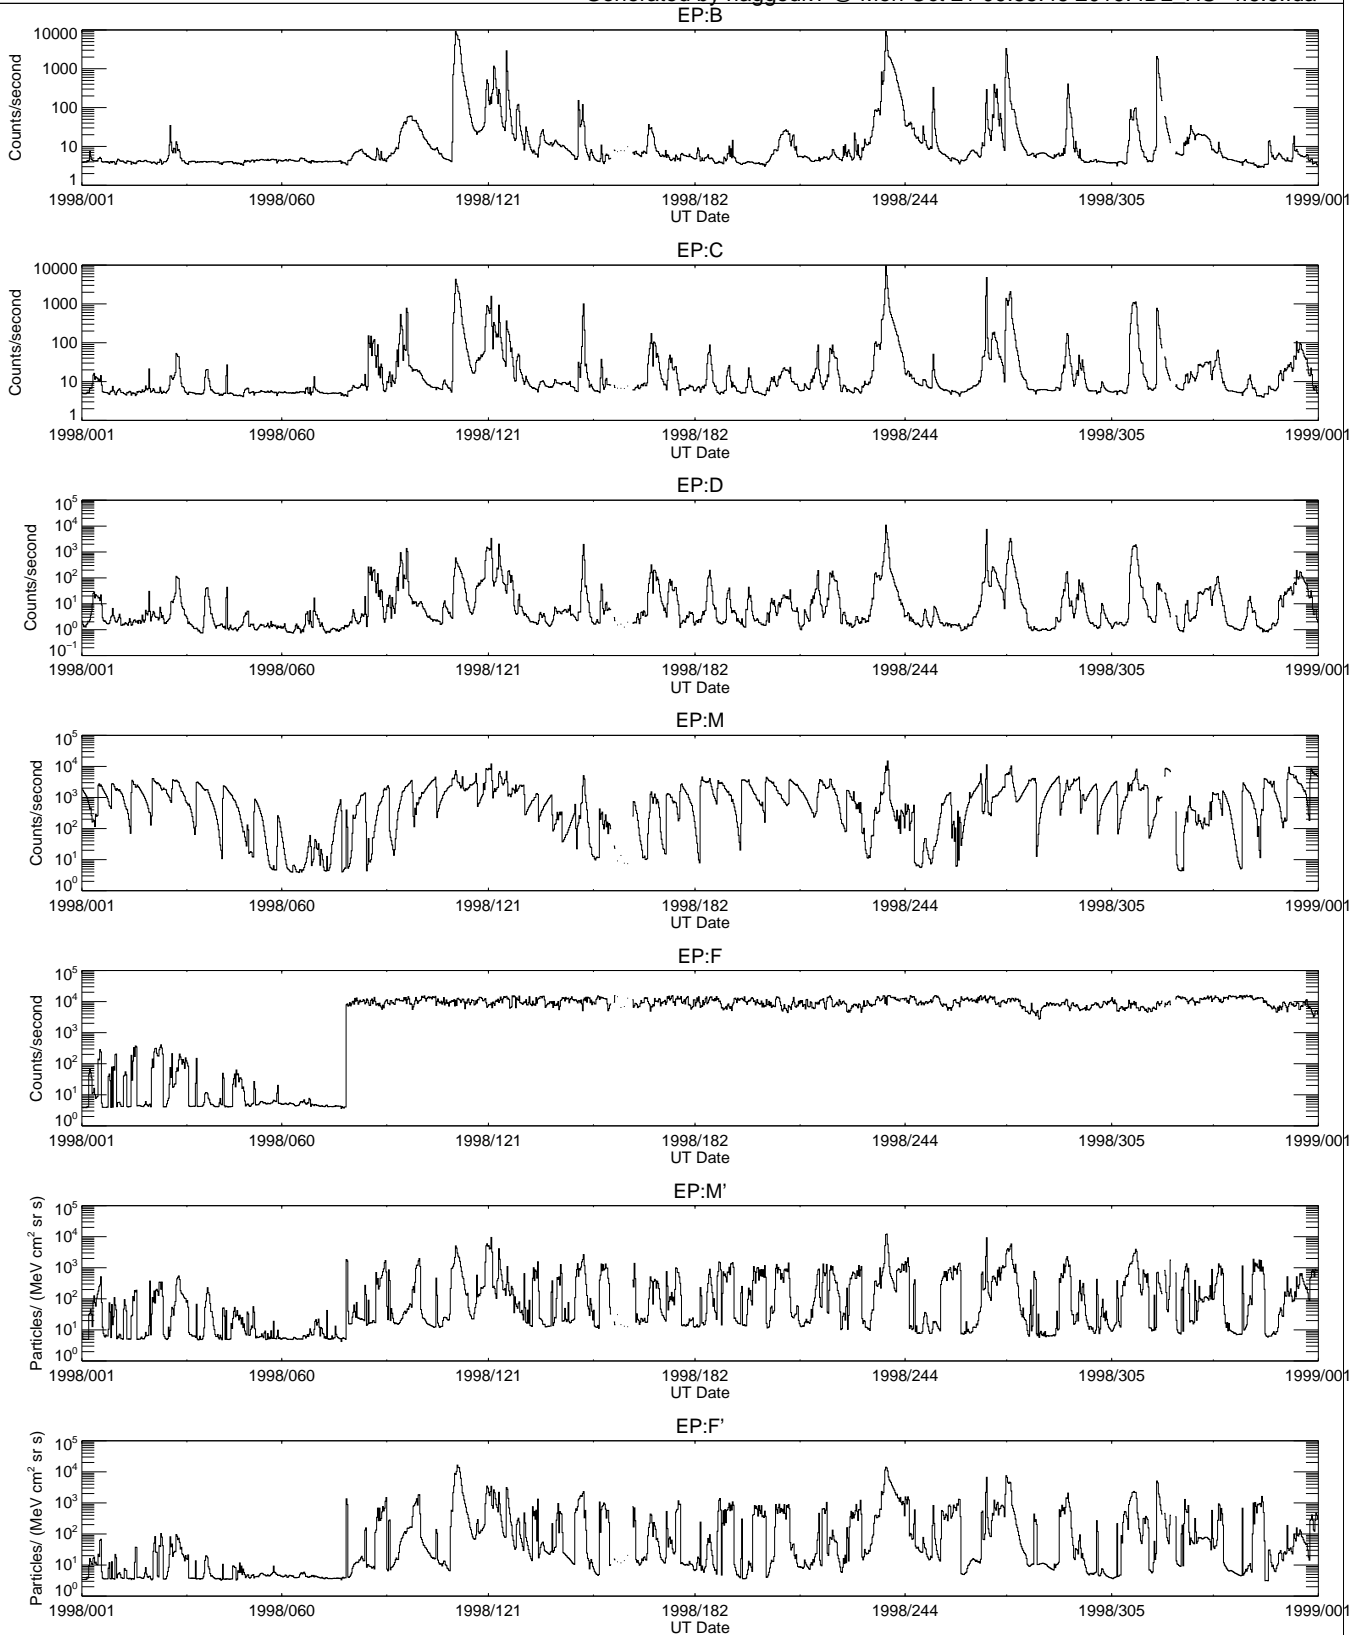 EP:B
Counts/second
10000
1000
100
10
1
1998/001 1998/060 1998/121 1998/182 1998/244 1998/305 1999/001
UT Date
EP:C
Counts/second
10000
1000
100
10
1
1998/001 1998/060 1998/121 1998/182 1998/244 1998/305 1999/001
UT Date
EP:D
Counts/second
10⁵
10⁴
10³
10²
10¹
10⁰
10⁻¹
1998/001 1998/060 1998/121 1998/182 1998/244 1998/305 1999/001
UT Date
EP:M
Counts/second
10⁵
10⁴
10³
10²
10¹
10⁰
1998/001 1998/060 1998/121 1998/182 1998/244 1998/305 1999/001
UT Date
EP:F
Counts/second
10⁵
10⁴
10³
10²
10¹
10⁰
1998/001 1998/060 1998/121 1998/182 1998/244 1998/305 1999/001
UT Date
EP:M'
Particles/ (MeV cm² sr s)
10⁵
10⁴
10³
10²
10¹
10⁰
1998/001 1998/060 1998/121 1998/182 1998/244 1998/305 1999/001
UT Date
EP:F'
Particles/ (MeV cm² sr s)
10⁵
10⁴
10³
10²
10¹
10⁰
1998/001 1998/060 1998/121 1998/182 1998/244 1998/305 1999/001
UT Date